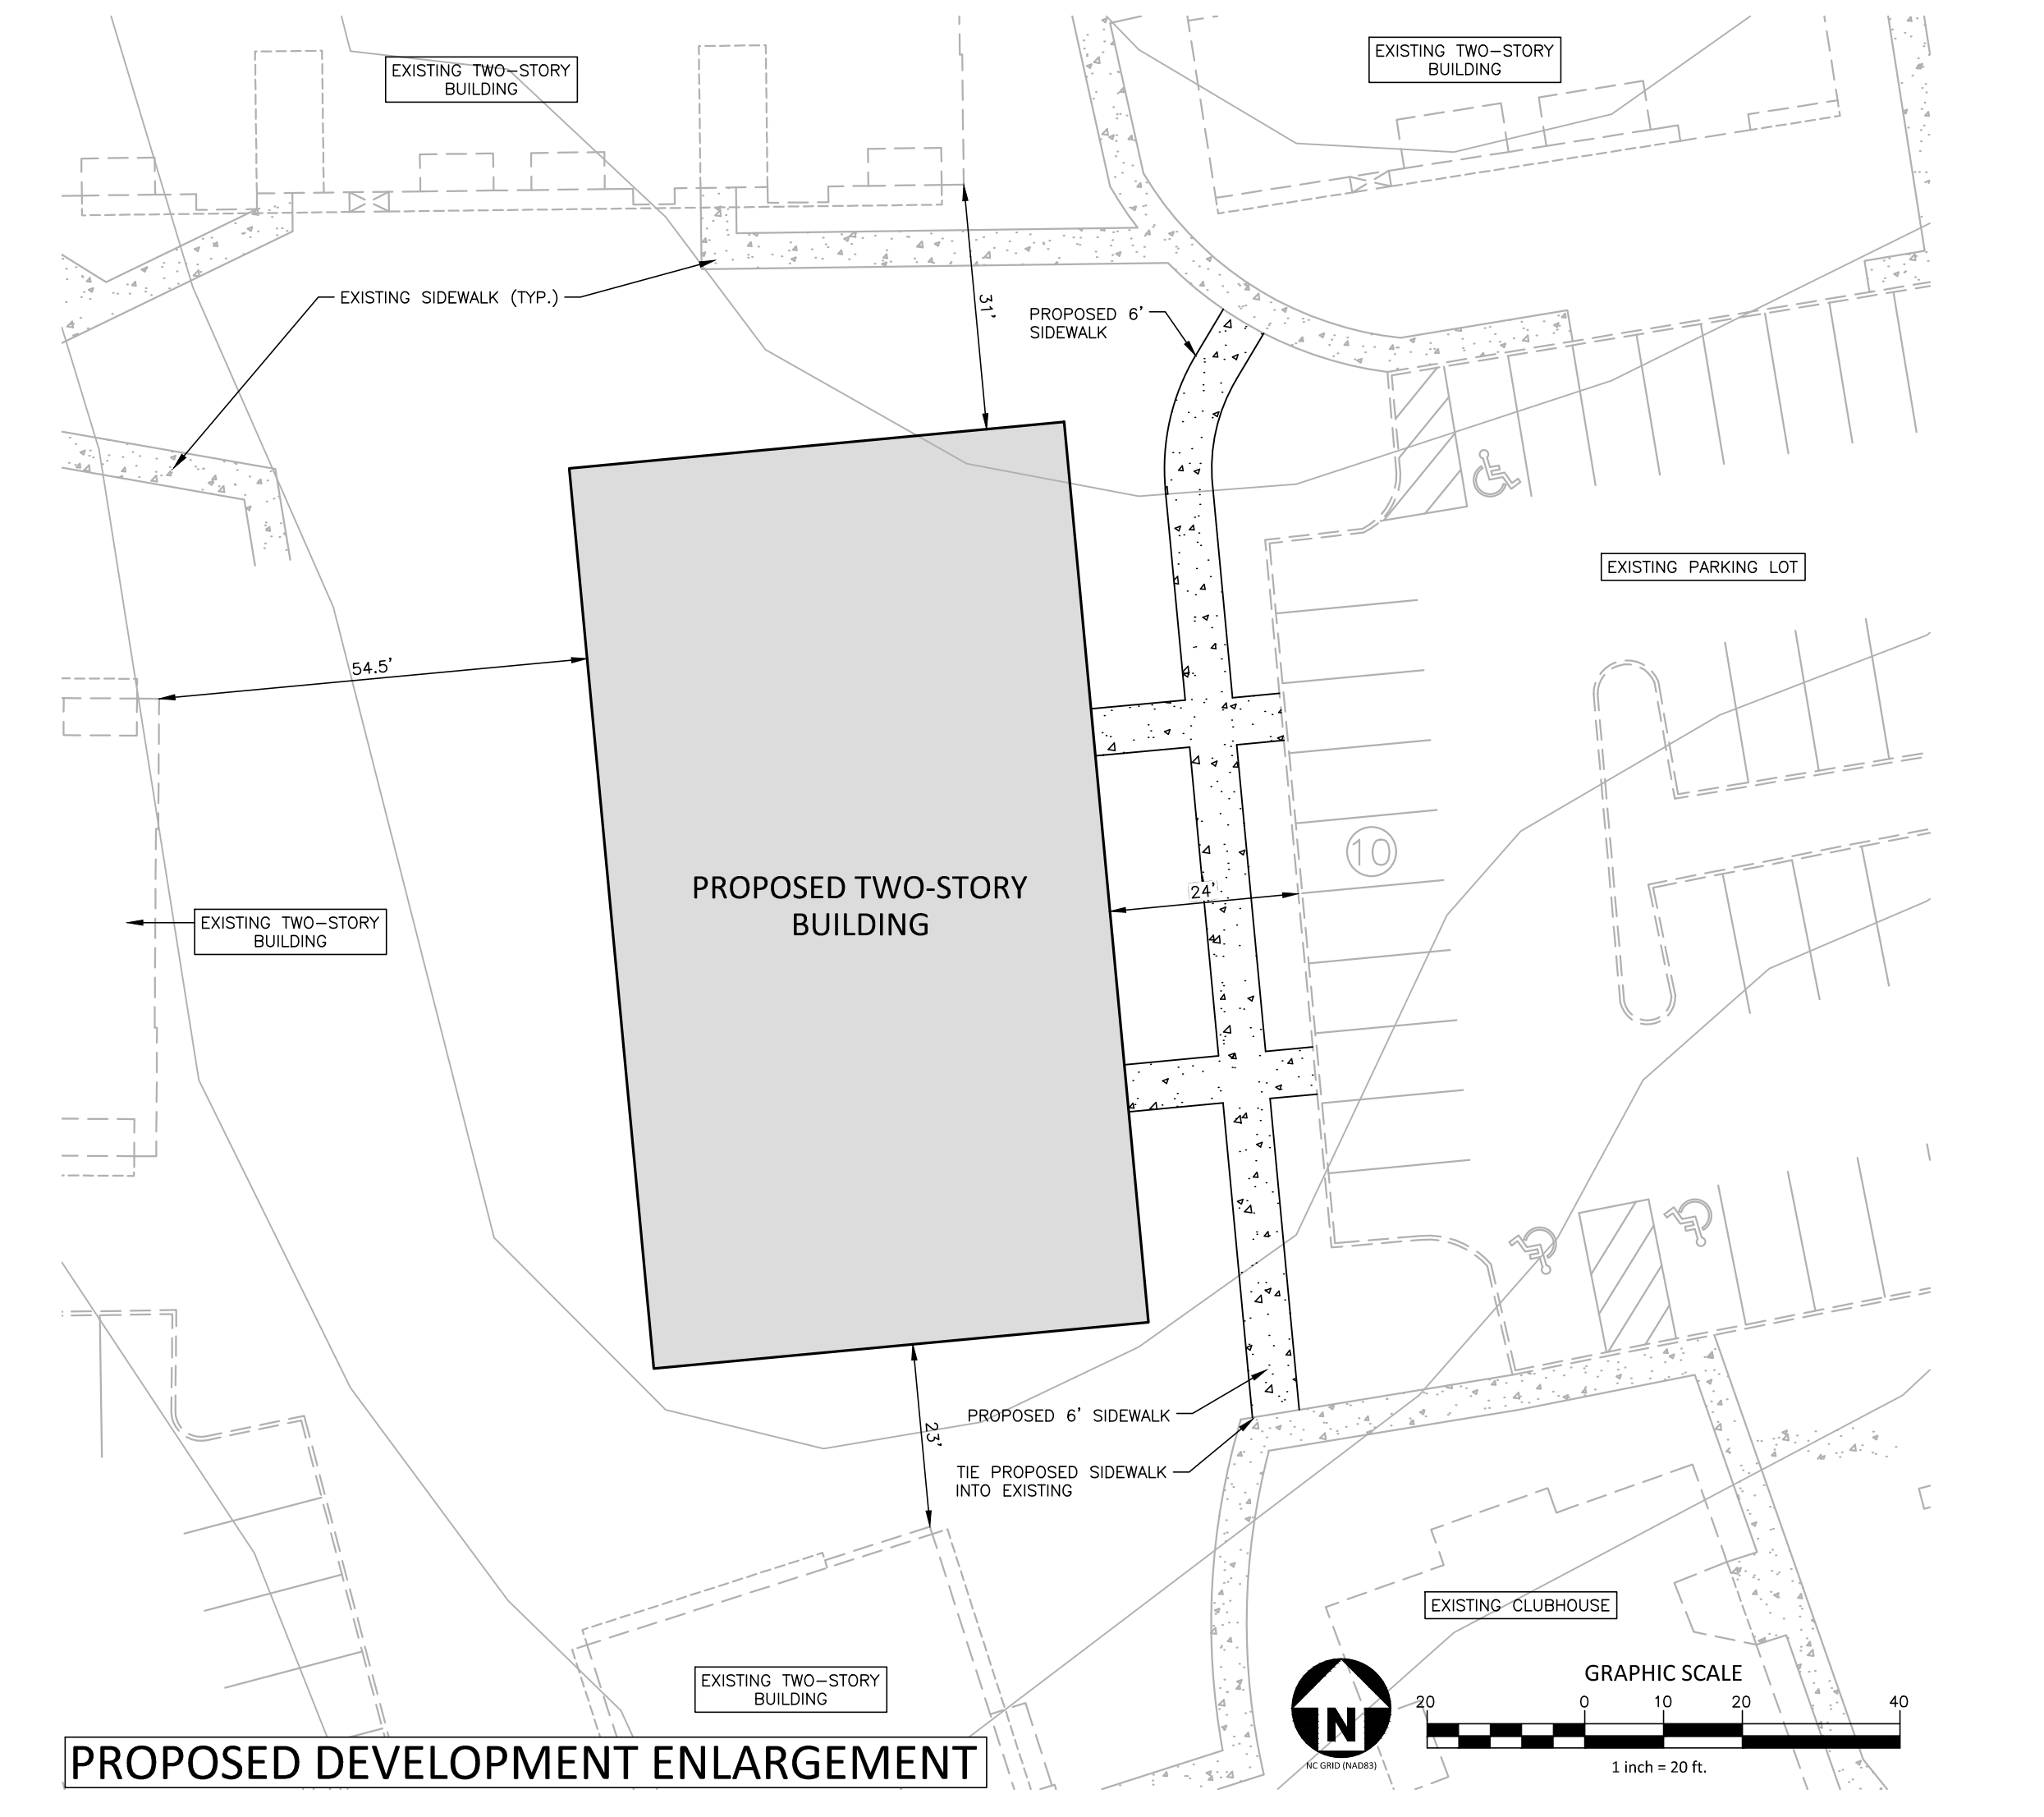 EXISTING TWO-STORY
BUILDING
EXISTING TWO-STORY
BUILDING
EXISTING SIDEWALK (TYP.)
31'
PROPOSED 6'
SIDEWALK
EXISTING PARKING LOT
54.5'
10
PROPOSED TWO-STORY
BUILDING
24'
EXISTING TWO-STORY
BUILDING
PROPOSED 6' SIDEWALK
23'
TIE PROPOSED SIDEWALK
INTO EXISTING
EXISTING CLUBHOUSE
EXISTING TWO-STORY
BUILDING
GRAPHIC SCALE
20 0 10 20 40
N
NC GRID (NAD83)
1 inch = 20 ft.
PROPOSED DEVELOPMENT ENLARGEMENT